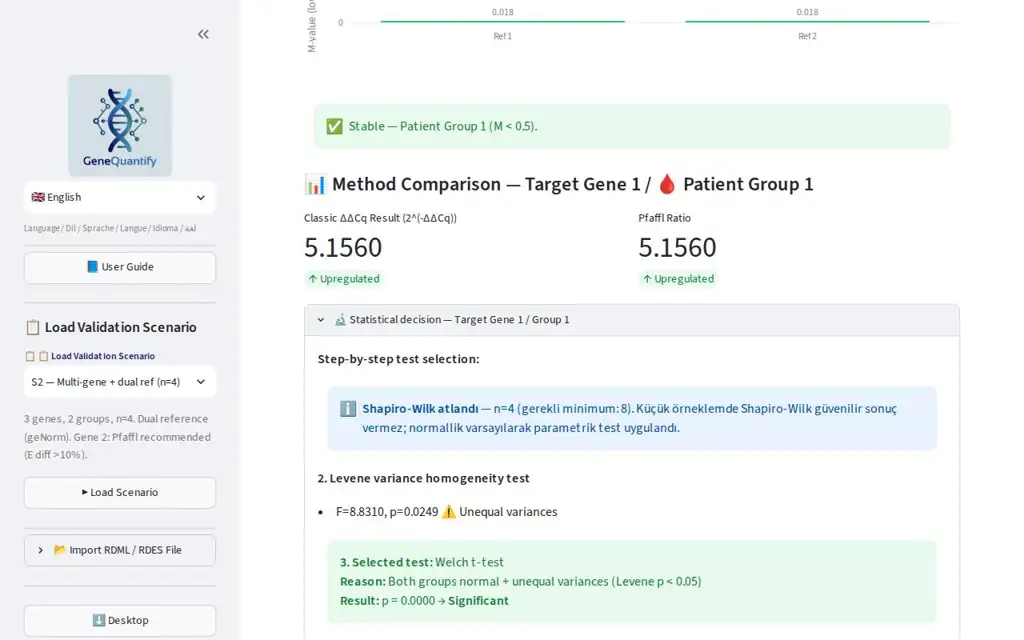 GeneQuantify
English
Language / Dil / Sprache / Langue / Idioma / لغة
User Guide
Load Validation Scenario
Load Validation Scenario
S2 — Multi-gene + dual ref (n=4)
3 genes, 2 groups, n=4. Dual reference
(geNorm). Gene 2: Pfaffl recommended
(E diff >10%).
Load Scenario
Import RDML / RDES File
Desktop
M-value (lo
0
0.018
0.018
Ref 1
Ref 2
Stable — Patient Group 1 (M < 0.5).
Method Comparison — Target Gene 1 / Patient Group 1
Classic ΔΔCq Result (2^(-ΔΔCq))
5.1560
↑ Upregulated
Pfaffl Ratio
5.1560
↑ Upregulated
Statistical decision — Target Gene 1 / Group 1
Step-by-step test selection:
Shapiro-Wilk atlandı — n=4 (gerekli minimum: 8). Küçük örneklemde Shapiro-Wilk güvenilir sonuç
vermez; normallik varsayılarak parametrik test uygulandı.
2. Levene variance homogeneity test
• F=8.8310, p=0.0249 ⚠️ Unequal variances
3. Selected test: Welch t-test
Reason: Both groups normal + unequal variances (Levene p < 0.05)
Result: p = 0.0000 → Significant